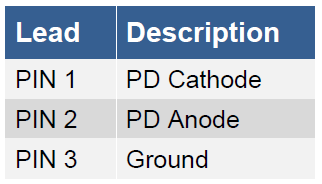 Lead Description
PIN 1 PD Cathode
PIN 2 PD Anode
PIN 3 Ground